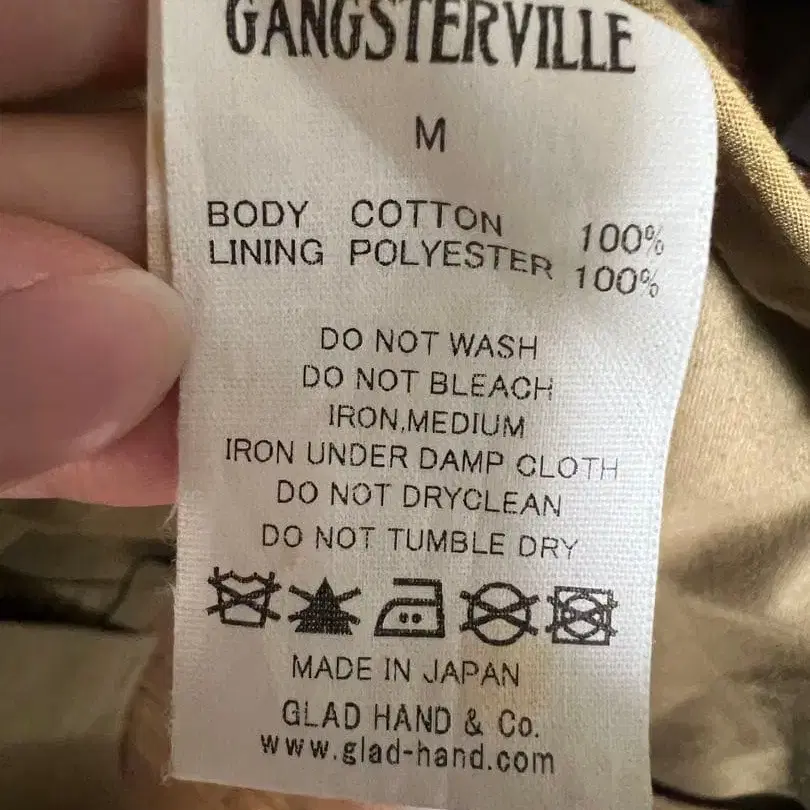 GANGSTERVILLE
M
BODY COTTON 100%
LINING POLYESTER 100%
DO NOT WASH
DO NOT BLEACH
IRON,MEDIUM
IRON UNDER DAMP CLOTH
DO NOT DRYCLEAN
DO NOT TUMBLE DRY
MADE IN JAPAN
GLAD HAND & Co.
www.glad-hand.com